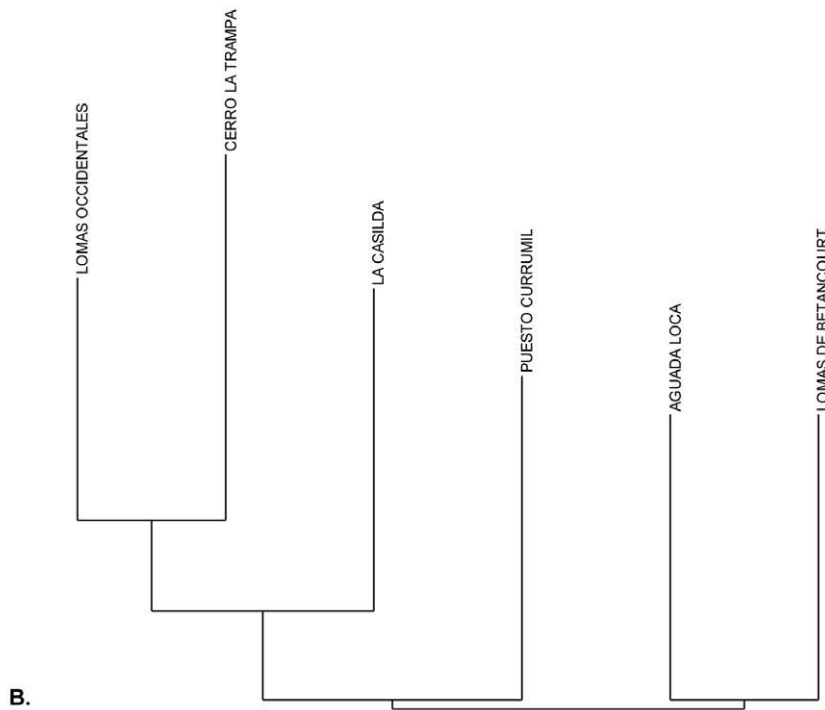 LOMAS OCCIDENTALES
CERRO LA TRAMPA
LA CASILDA
PUESTO CURRUMIL
AGUADA LOCA
LOMAS DE BETANCOURT
B.